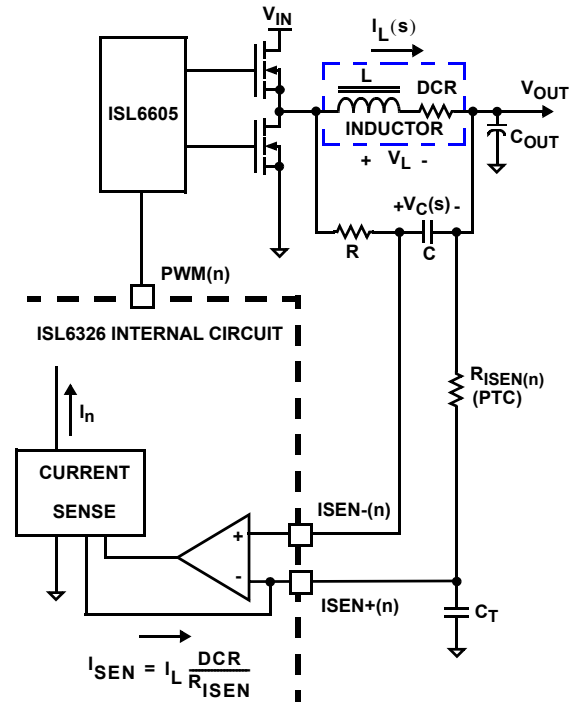 V_IN
I_L(s)
ISL6605
L
DCR
V_OUT
INDUCTOR
C_OUT
+ V_L -
+V_C(s)-
R
C
PWM(n)
ISL6326 INTERNAL CIRCUIT
R_ISEN(n)
(PTC)
I_n
CURRENT
SENSE
ISEN-(n)
+
-
ISEN+(n)
C_T
I_SEN = I_L DCR/R_ISEN